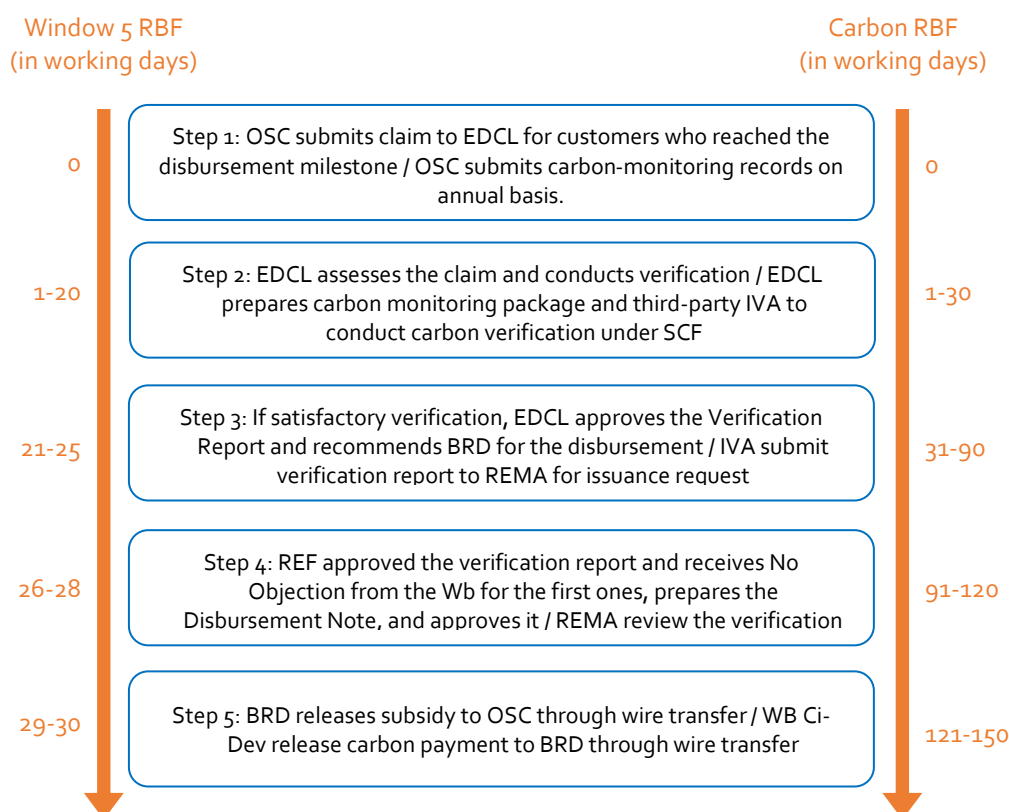 Window 5 RBF
(in working days)
Carbon RBF
(in working days)
0
Step 1: OSC submits claim to EDCL for customers who reached the
disbursement milestone / OSC submits carbon-monitoring records on
annual basis.
0
1-20
Step 2: EDCL assesses the claim and conducts verification / EDCL
prepares carbon monitoring package and third-party IVA to
conduct carbon verification under SCF
1-30
21-25
Step 3: If satisfactory verification, EDCL approves the Verification
Report and recommends BRD for the disbursement / IVA submit
verification report to REMA for issuance request
31-90
26-28
Step 4: REF approved the verification report and receives No
Objection from the Wb for the first ones, prepares the
Disbursement Note, and approves it / REMA review the verification
91-120
29-30
Step 5: BRD releases subsidy to OSC through wire transfer / WB Ci-
Dev release carbon payment to BRD through wire transfer
121-150